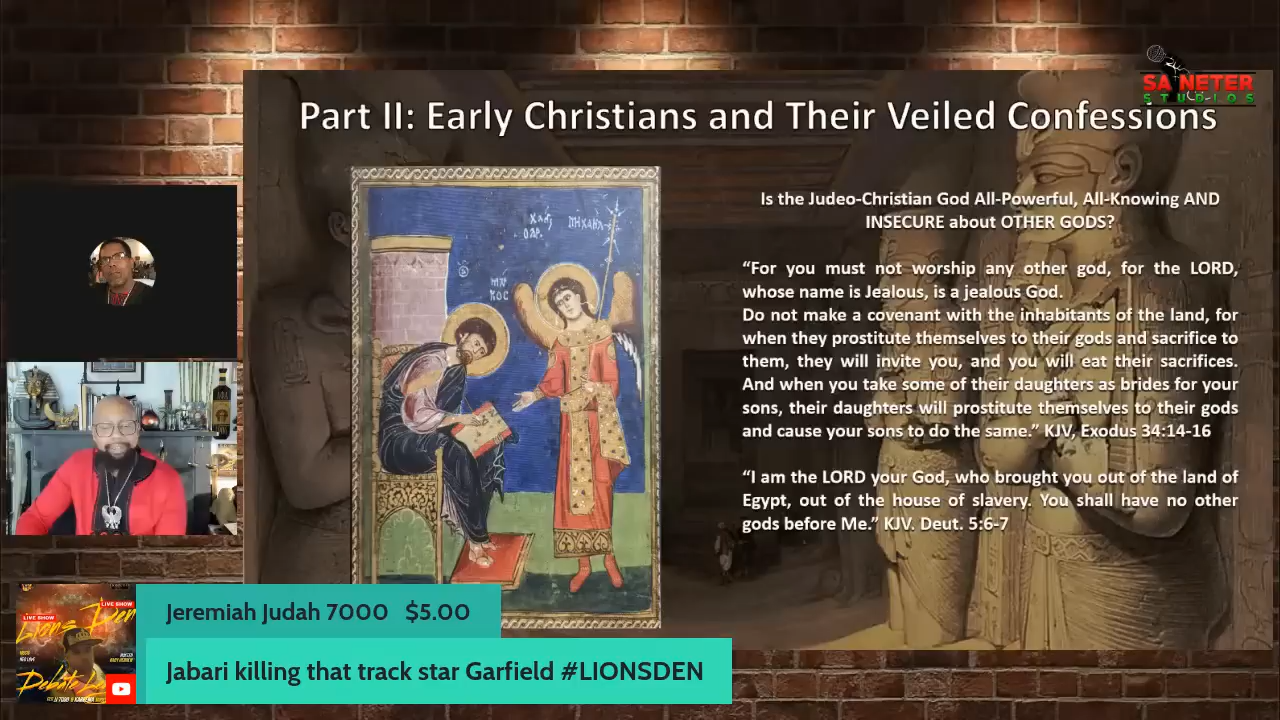 SANETER
STUDIOS
Part II: Early Christians and Their Veiled Confessions
Is the Judeo-Christian God All-Powerful, All-Knowing AND
INSECURE about OTHER GODS?
“For you must not worship any other god, for the LORD,
whose name is Jealous, is a jealous God.
Do not make a covenant with the inhabitants of the land, for
when they prostitute themselves to their gods and sacrifice to
them, they will invite you, and you will eat their sacrifices.
And when you take some of their daughters as brides for your
sons, their daughters will prostitute themselves to their gods
and cause your sons to do the same.” KJV, Exodus 34:14-16
“I am the LORD your God, who brought you out of the land of
Egypt, out of the house of slavery. You shall have no other
gods before Me.” KJV. Deut. 5:6-7
LIVE SHOW
LIVE SHOW
Lions Den
Debate
Jeremiah Judah 7000 $5.00
Jabari killing that track star Garfield #LIONSDEN